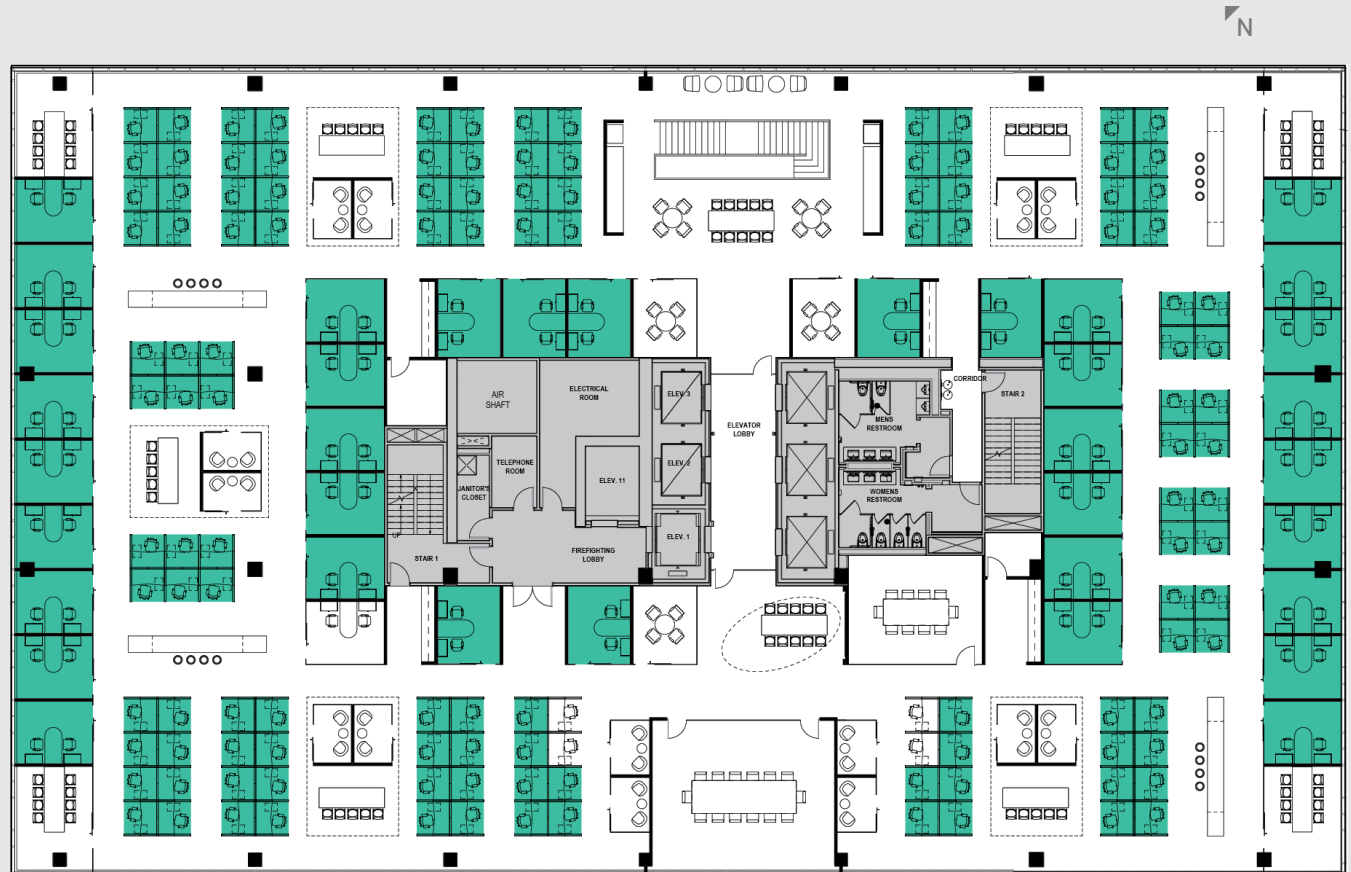 N
AIR
SHAFT
ELECTRICAL
ROOM
ELEV. 3
ELEVATOR
LOBBY
CORRIDOR
STAIR 2
MENS
RESTROOM
TELEPHONE
ROOM
ELEV. 2
JANITOR'S
CLOSET
ELEV. 11
WOMENS
RESTROOM
UP
ELEV. 1
STAIR 1
FIREFIGHTING
LOBBY